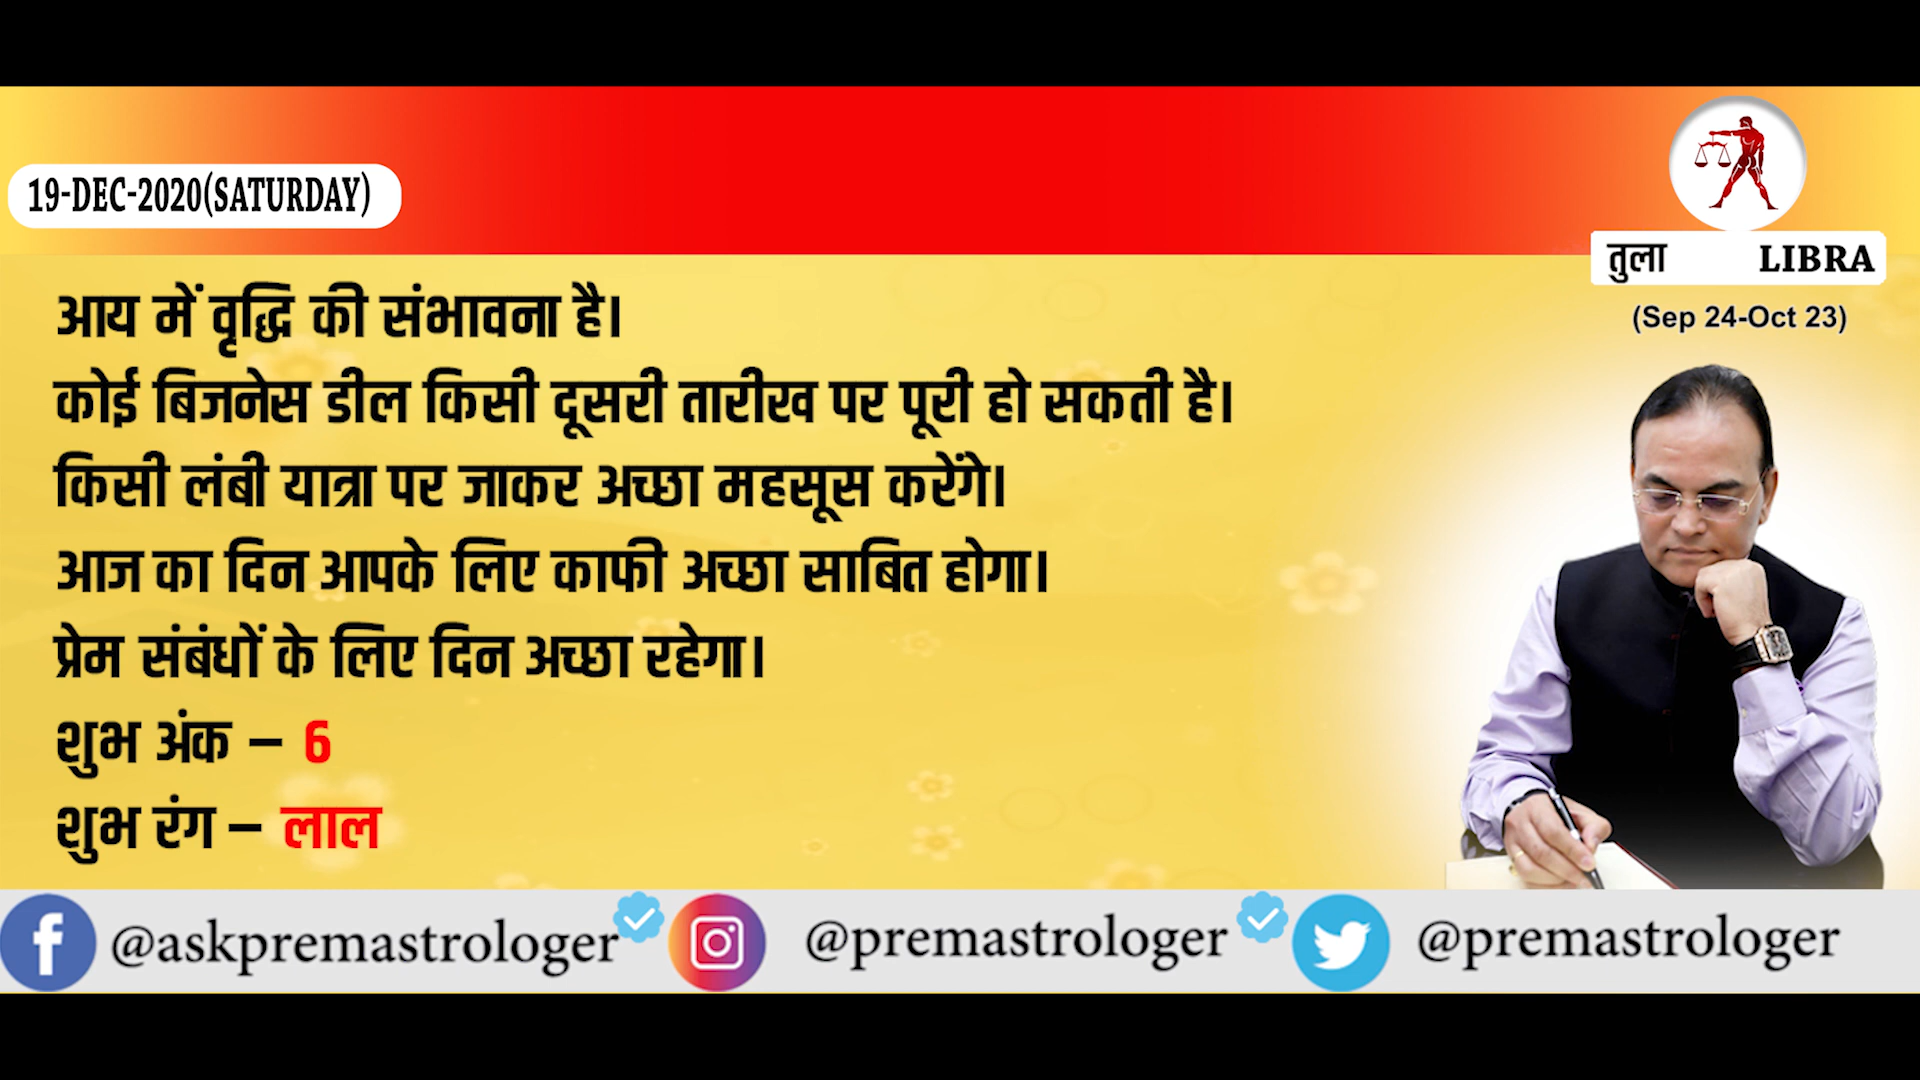 19-DEC-2020(SATURDAY)
तुला LIBRA
(Sep 24-Oct 23)
आय में वृद्धि की संभावना है।
कोई बिजनेस डील किसी दूसरी तारीख पर पूरी हो सकती है।
किसी लंबी यात्रा पर जाकर अच्छा महसूस करेंगे।
आज का दिन आपके लिए काफी अच्छा साबित होगा।
प्रेम संबंधों के लिए दिन अच्छा रहेगा।
शुभ अंक – 6
शुभ रंग – लाल
@askpremastrologer @premastrologer @premastrologer